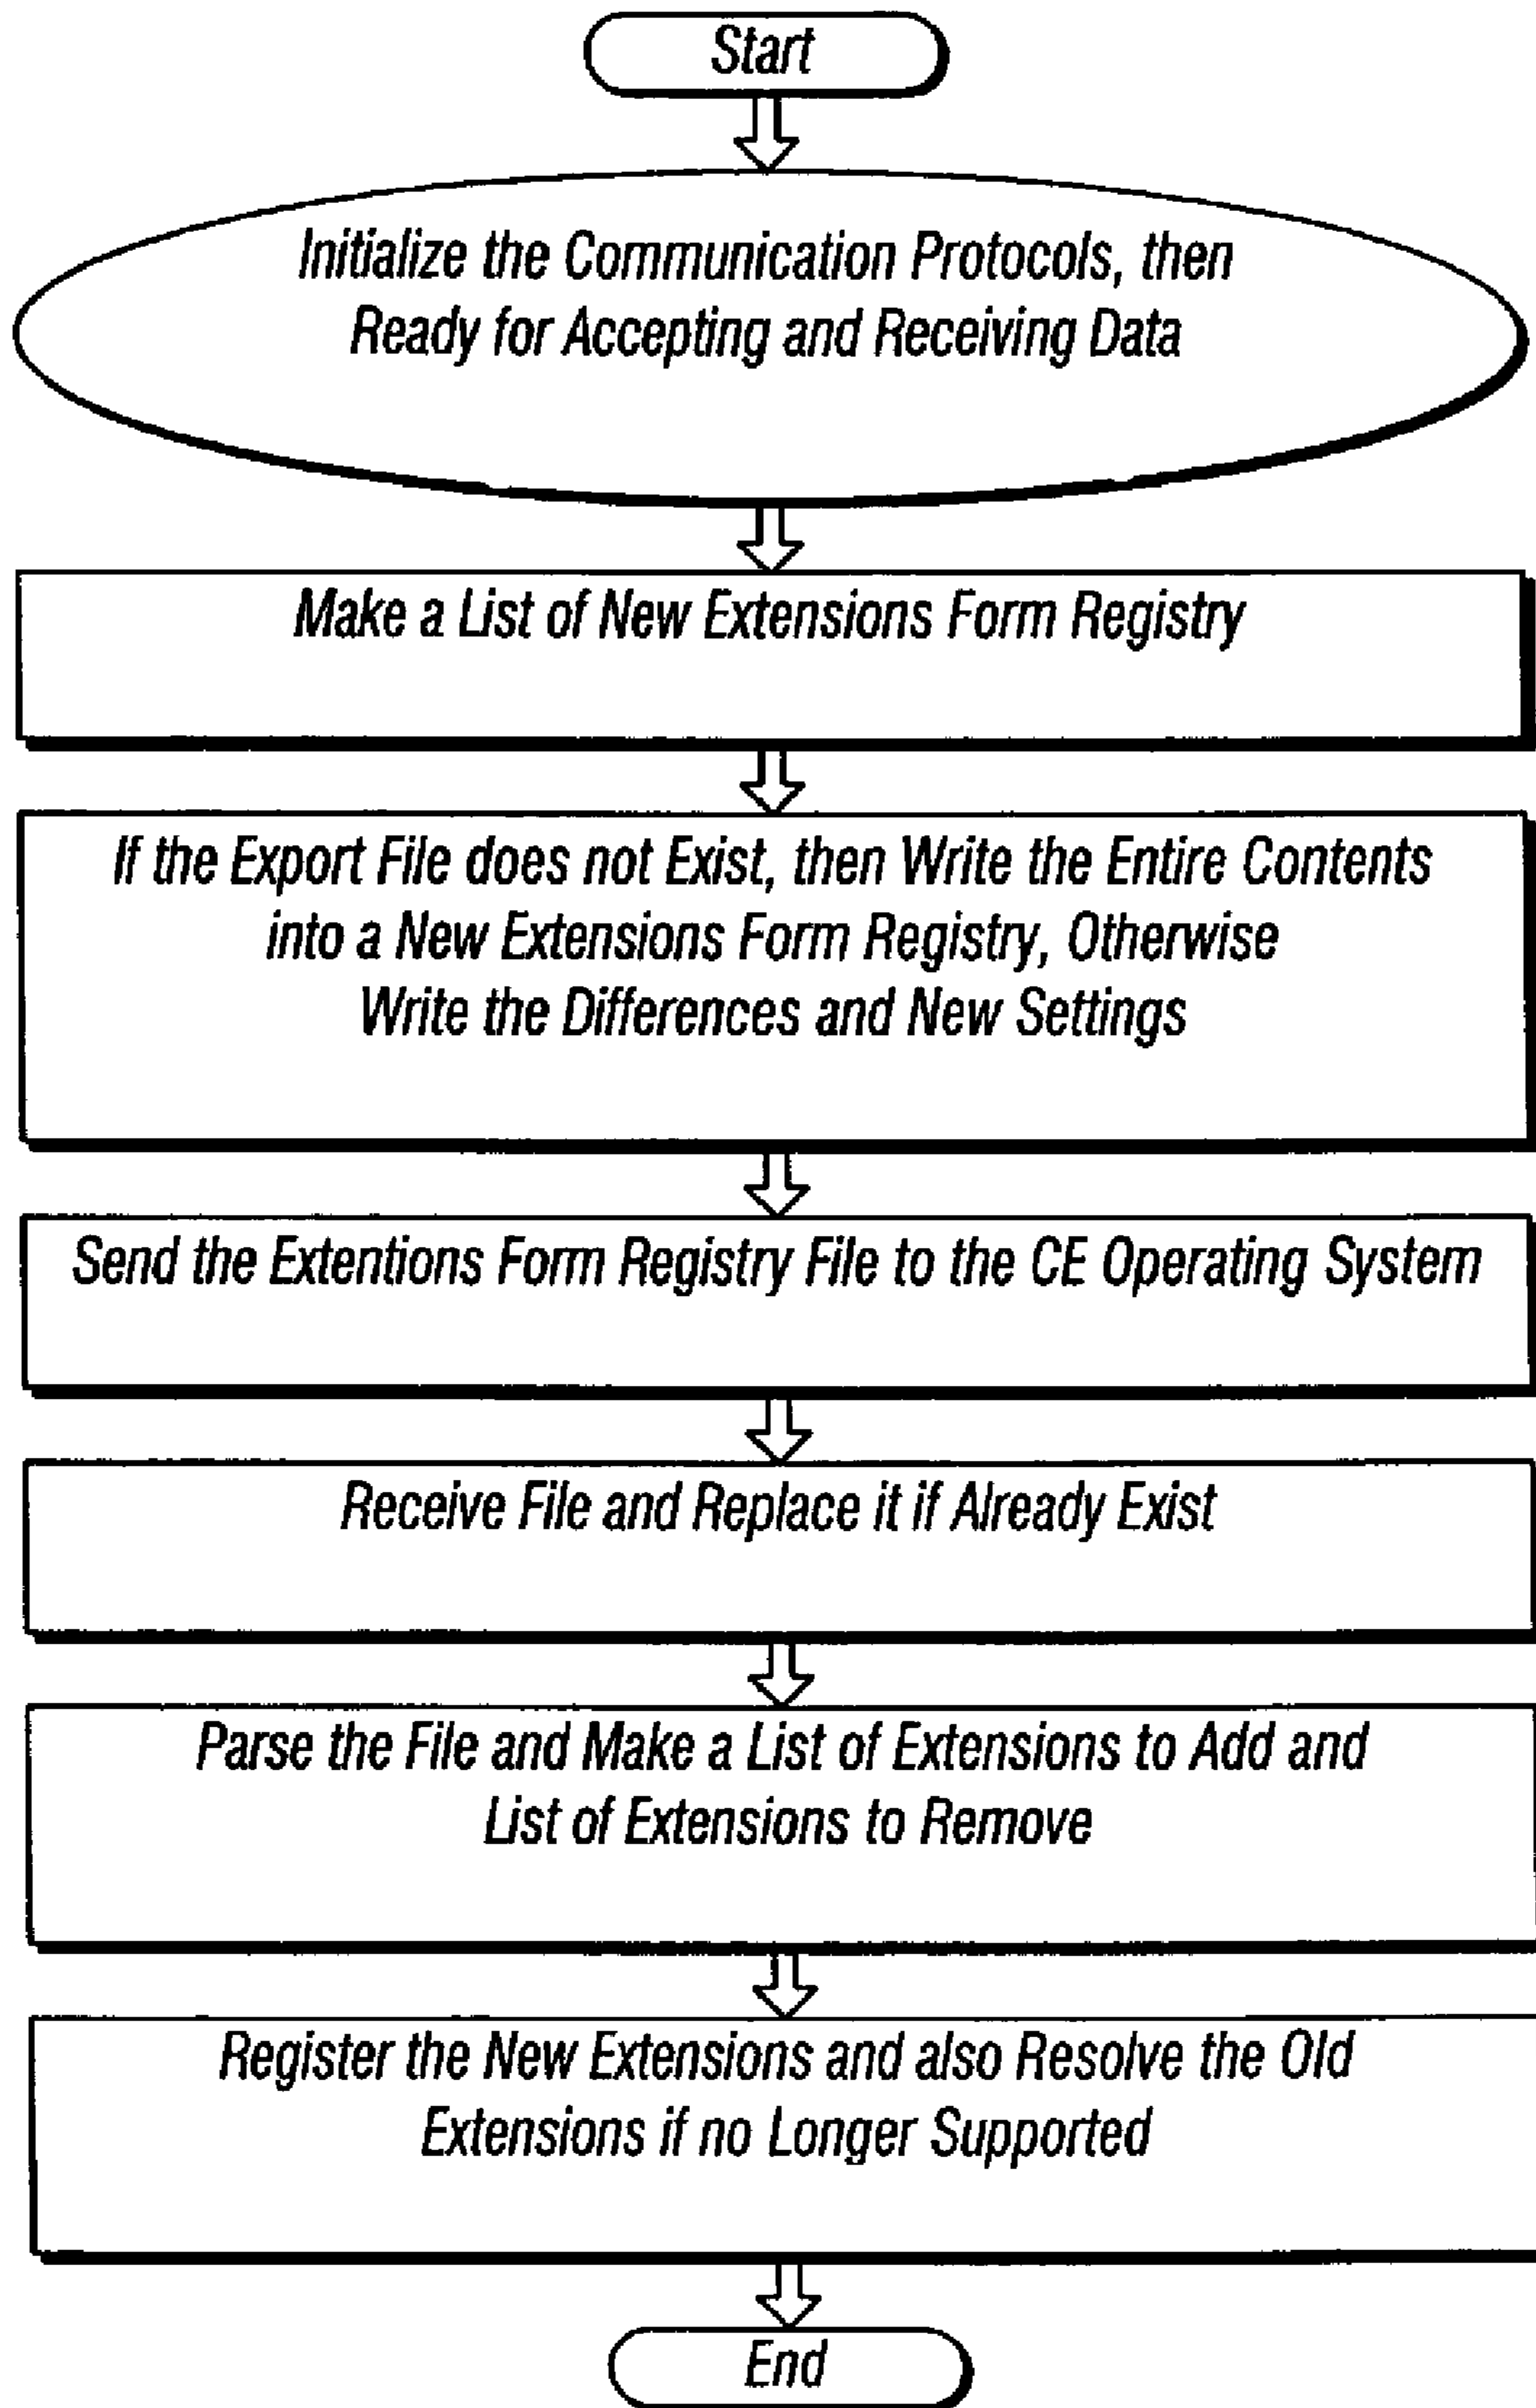 Start
Initialize the Communication Protocols, then
Ready for Accepting and Receiving Data
Make a List of New Extensions Form Registry
If the Export File does not Exist, then Write the Entire Contents
into a New Extensions Form Registry, Otherwise
Write the Differences and New Settings
Send the Extentions Form Registry File to the CE Operating System
Receive File and Replace it if Already Exist
Parse the File and Make a List of Extensions to Add and
List of Extensions to Remove
Register the New Extensions and also Resolve the Old
Extensions if no Longer Supported
End